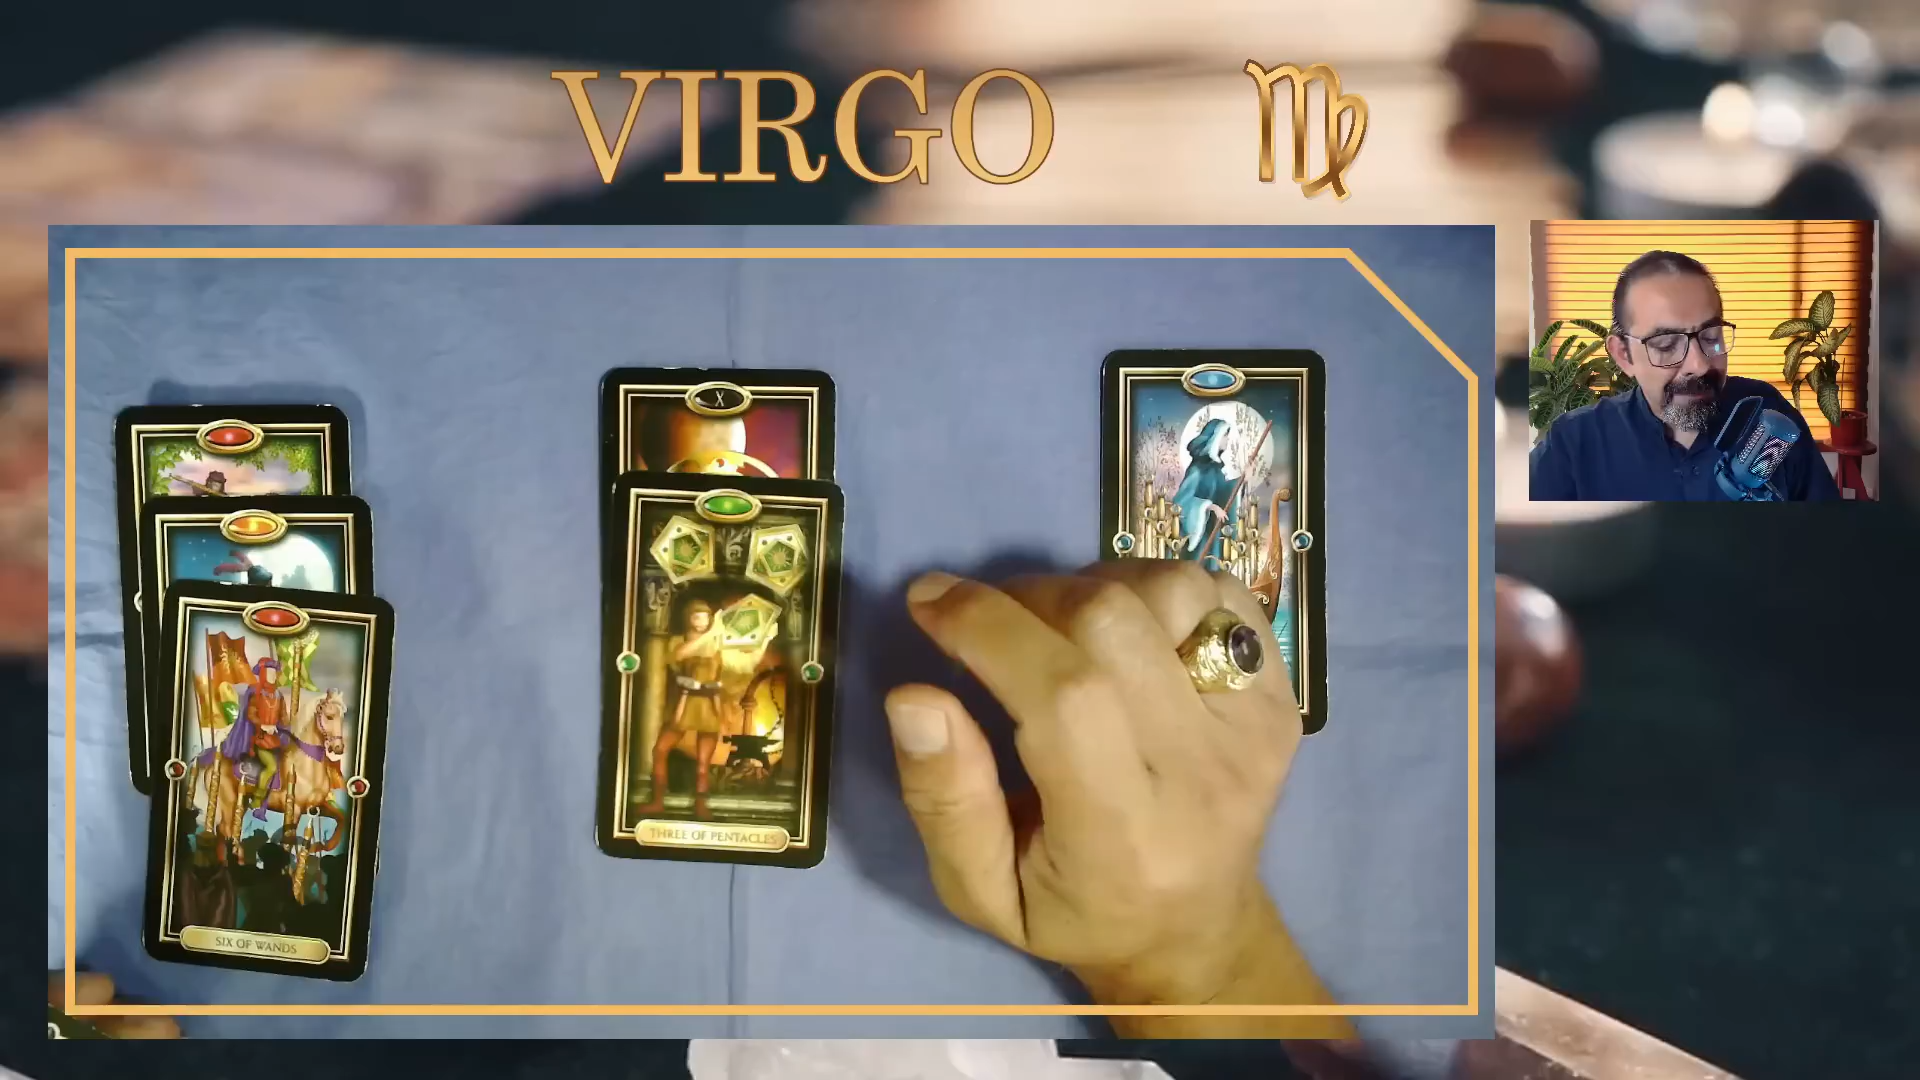 VIRGO ♍
X
THREE OF PENTACLES
SIX OF WANDS